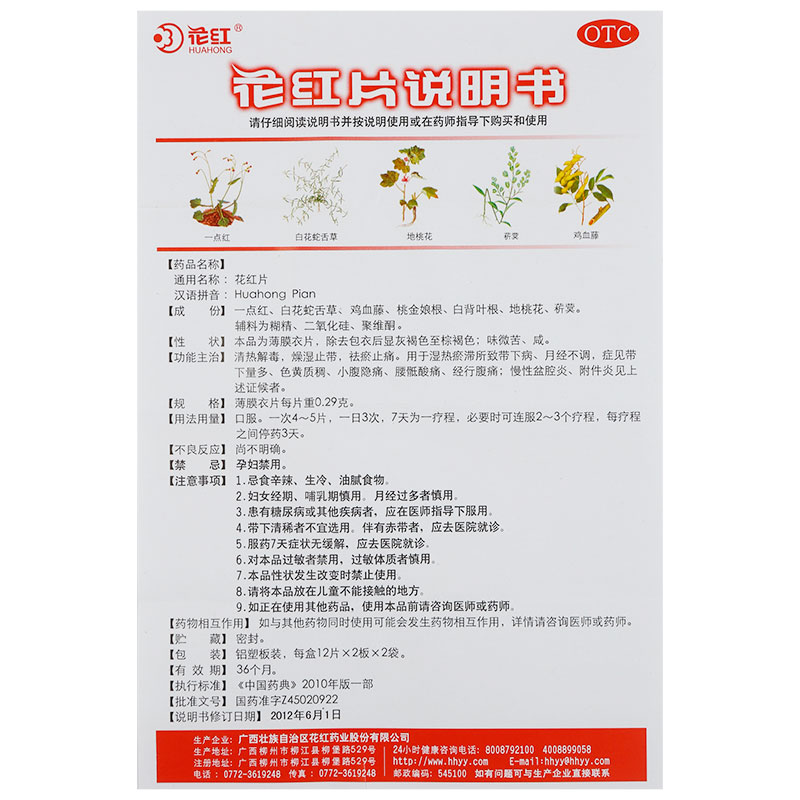 花红®
HUAHONG
OTC
花红片说明书
请仔细阅读说明书并按说明使用或在药师指导下购买和使用
一点红 白花蛇舌草 地桃花 菥蓂 鸡血藤
【药品名称】
通用名称：花红片
汉语拼音：Huahong Pian
【成 份】一点红、白花蛇舌草、鸡血藤、桃金娘根、白背叶根、地桃花、菥蓂。
辅料为糊精、二氧化硅、聚维酮。
【性 状】本品为薄膜衣片，除去包衣后显灰褐色至棕褐色；味微苦、咸。
【功能主治】清热解毒，燥湿止带，祛瘀止痛。用于湿热瘀滞所致带下病、月经不调，症见带
下量多、色黄质稠、小腹隐痛、腰骶酸痛、经行腹痛；慢性盆腔炎、附件炎见上
述证候者。
【规 格】薄膜衣片每片重0.29克。
【用法用量】口服。一次4～5片，一日3次，7天为一疗程，必要时可连服2～3个疗程，每疗程
之间停药3天。
【不良反应】尚不明确。
【禁 忌】孕妇禁用。
【注意事项】1.忌食辛辣、生冷、油腻食物。
2.妇女经期、哺乳期慎用。月经过多者慎用。
3.患有糖尿病或其他疾病者，应在医师指导下服用。
4.带下清稀者不宜选用。伴有赤带者，应去医院就诊。
5.服药7天症状无缓解，应去医院就诊。
6.对本品过敏者禁用，过敏体质者慎用。
7.本品性状发生改变时禁止使用。
8.请将本品放在儿童不能接触的地方。
9.如正在使用其他药品，使用本品前请咨询医师或药师。
【药物相互作用】如与其他药物同时使用可能会发生药物相互作用，详情请咨询医师或药师。
【贮 藏】密封。
【包 装】铝塑板装，每盒12片×2板×2袋。
【有 效 期】36个月。
【执行标准】《中国药典》2010年版一部
【批准文号】国药准字Z45020922
【说明书修订日期】2012年6月1日
生产企业：广西壮族自治区花红药业股份有限公司
生产地址：广西柳州市柳江县柳堡路529号 24小时健康咨询电话：8008792100 4008899058
注册地址：广西柳州市柳江县柳堡路529号 http://www.hhyy.com E-mail:hhyy@hhyy.com
电话：0772-3619248 传真：0772-3619248 邮政编码：545100 如有问题可与生产企业直接联系